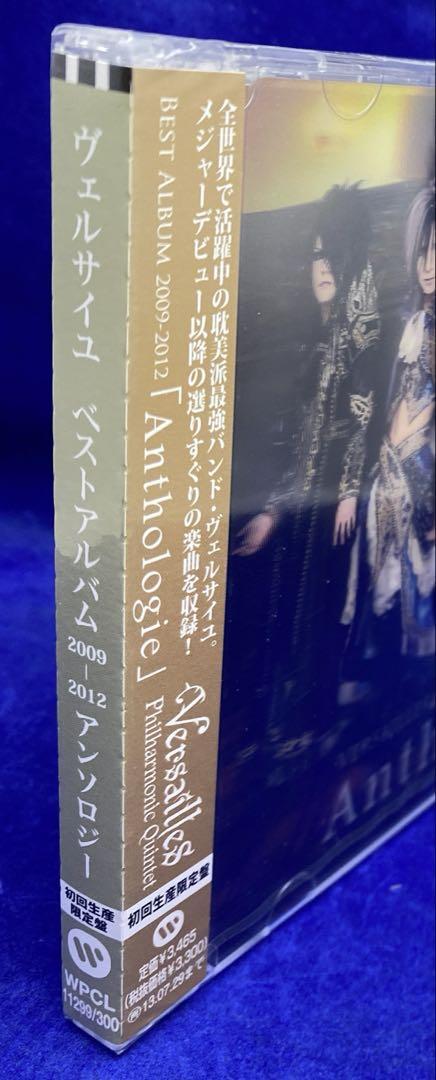 ヴェルサイユ ベストアルバム 2009-2012 アンソロジー
初回生産
限定盤
WPCL
11299/300
全世界で活躍中の耽美派最強バンド・ヴェルサイユ。
メジャーデビュー以降の選りすぐりの楽曲を収録!
BEST ALBUM 2009-2012「Anthologie」
Versailles
Philharmonic Quintet
初回生産限定盤
定価¥3,465
(税抜価格¥3,300)
13.07.29まで
Anth